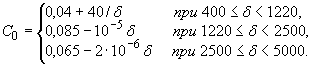 0,04 + 40/δ при 400 ≤ δ < 1220,
C₀ = { 0,085 − 10⁻⁵ δ при 1220 ≤ δ < 2500,
0,065 − 2·10⁻⁶ δ при 2500 ≤ δ < 5000.